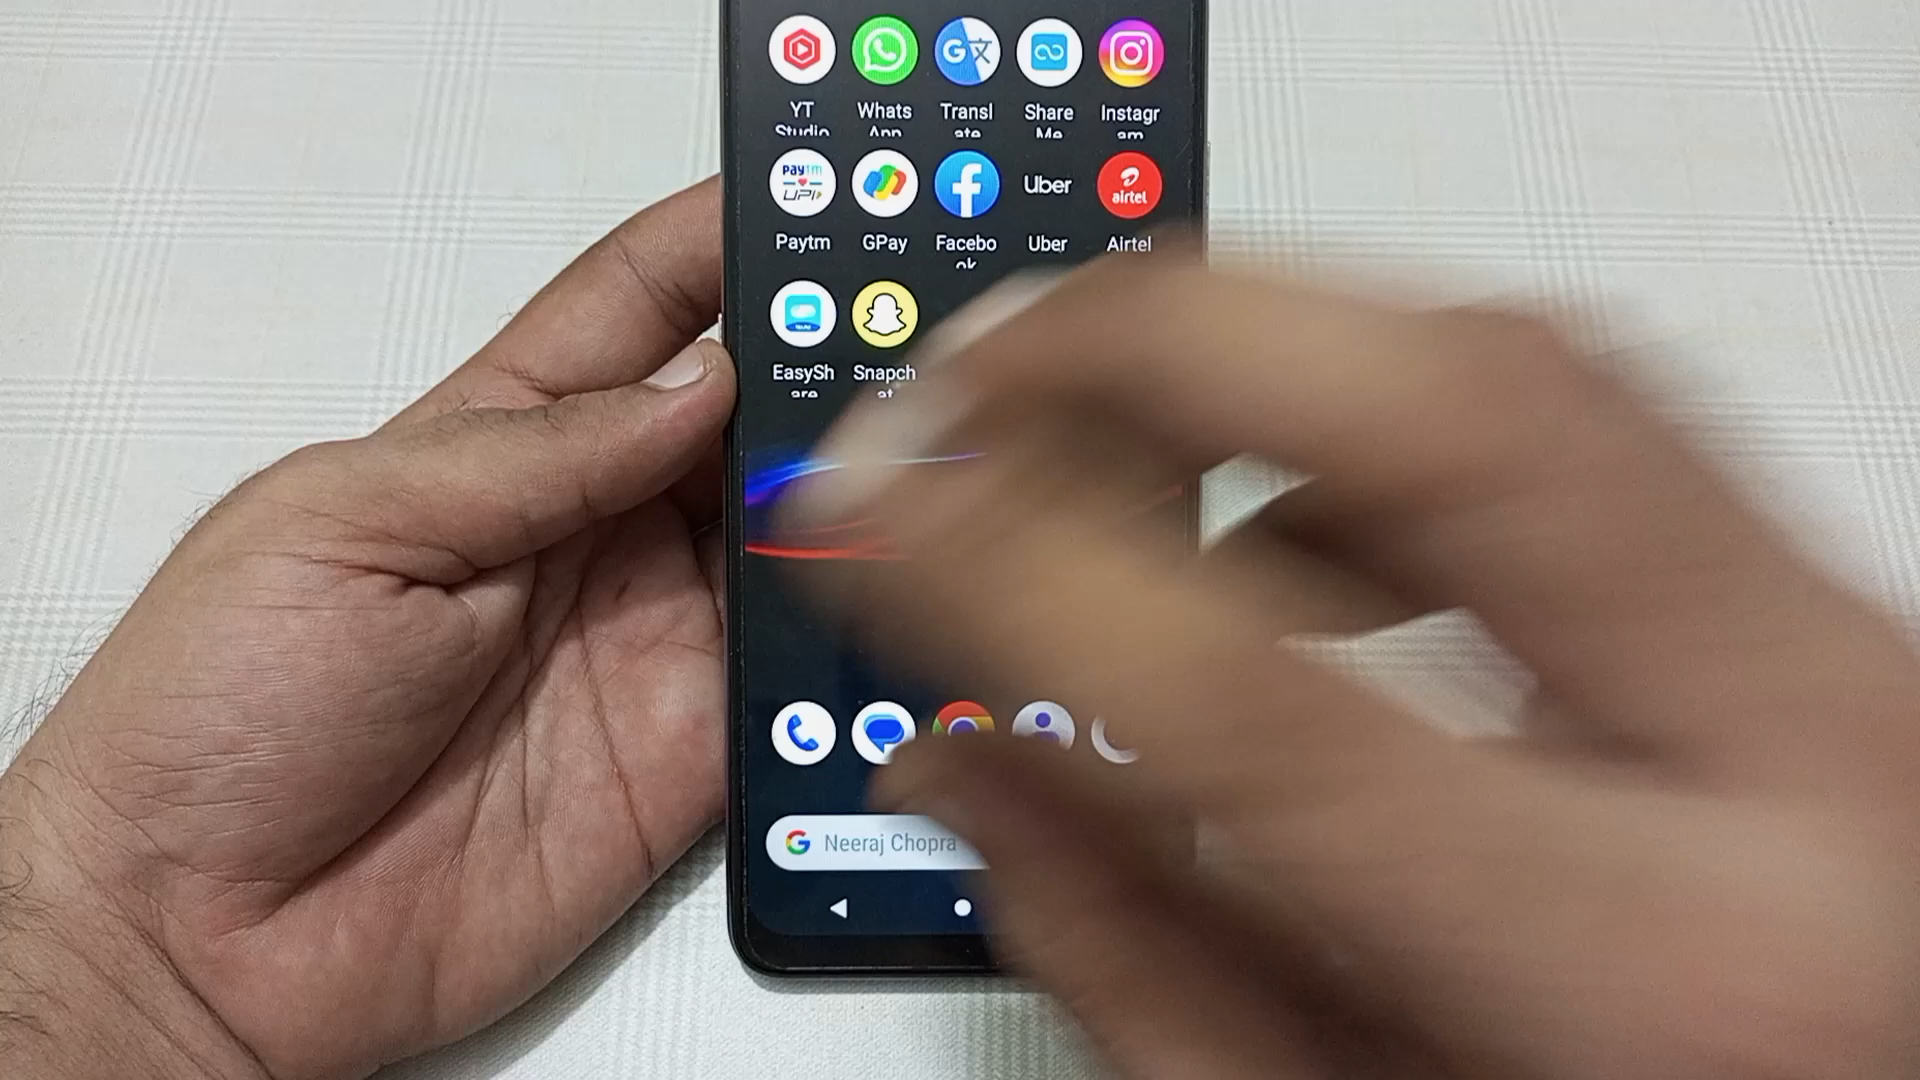 YT Whats Transl Share Instagr
Studio App ate Me am
paytm
UPI
Uber
airtel
Paytm GPay Facebo Uber Airtel
ok
EasySh Snapch
are at
G Neeraj Chopra